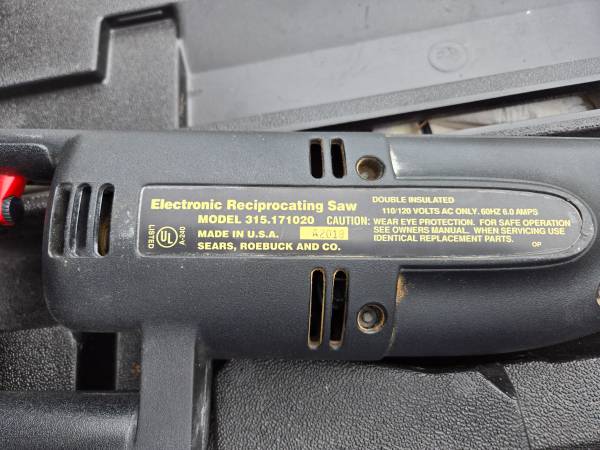 Electronic Reciprocating Saw
MODEL 315.171020
MADE IN U.S.A.
SEARS, ROEBUCK AND CO.
LISTED
UL
A-240
DOUBLE INSULATED
110/120 VOLTS AC ONLY. 60HZ 6.0 AMPS
CAUTION: WEAR EYE PROTECTION. FOR SAFE OPERATION
SEE OWNERS MANUAL. WHEN SERVICING USE
IDENTICAL REPLACEMENT PARTS.
OP